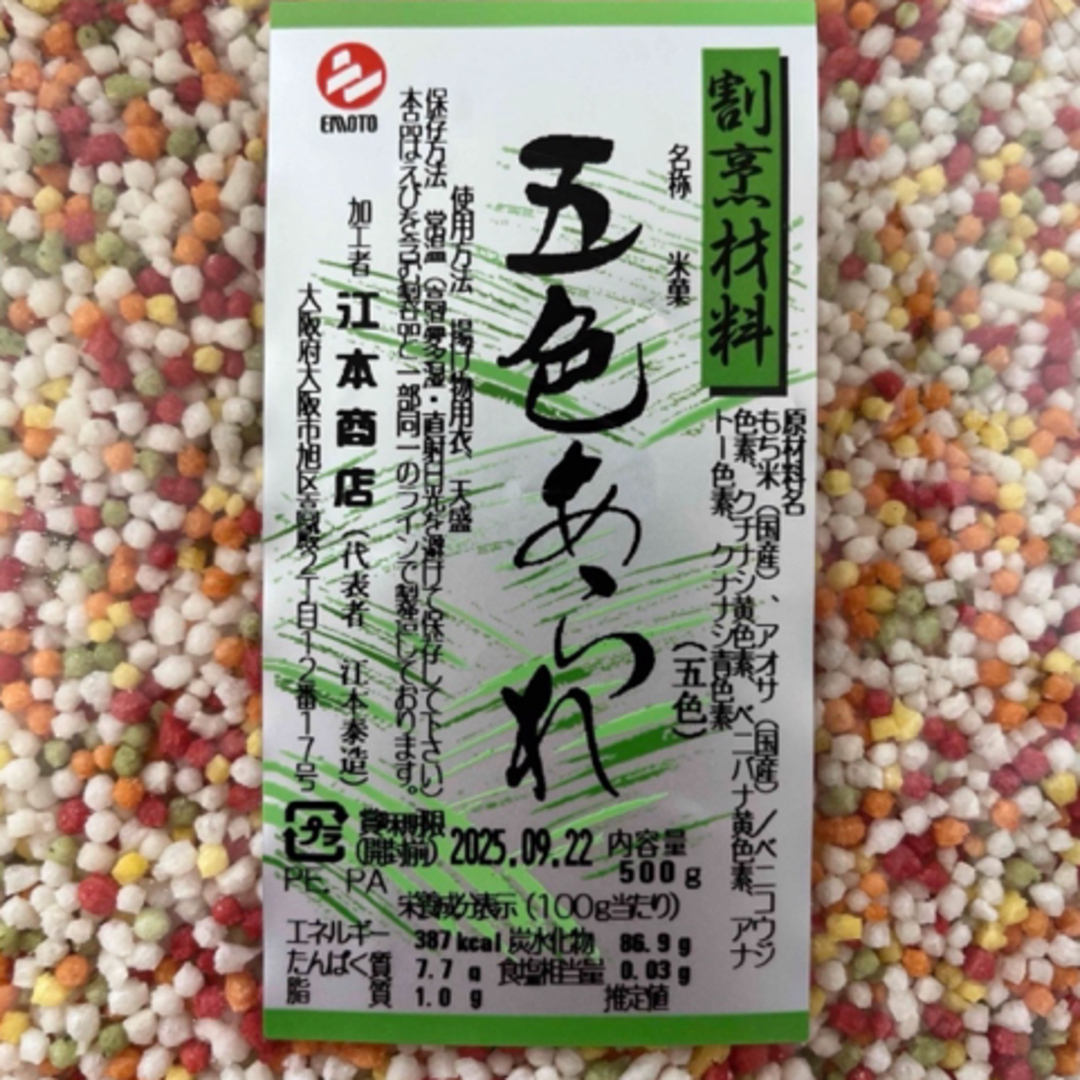 割烹材料
名称 米菓
原材料名
もち米(国産)、アオサ(国産)/ベニコウジ
色素、クチナシ黄色素、ベニバナ黄色素、アナ
トー色素、クチナシ青色素
(五色)
五色あられ
使用方法 揚げ物用衣、天盛
保存方法 常温(高温多湿・直射日光を避けて保存して下さい)
本品はえびを含む製品と一部同一のラインで製造しております。
EMOTO
加工者 江本商店(代表者 江本泰造)
大阪府大阪市旭区高殿2丁目12番17号
プラ
PE, PA
賞味期限
(開封前) 2025.09.22
内容量
500g
栄養成分表示(100g当たり)
エネルギー 387kcal 炭水化物 86.9g
たんぱく質 7.7g 食塩相当量 0.03g
脂質 1.0g 推定値